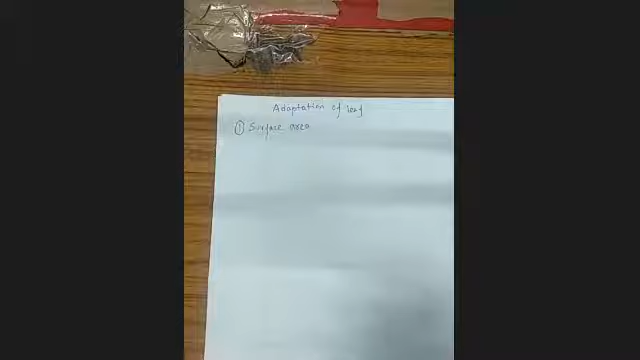 Adaptation of leaf
① Surface area